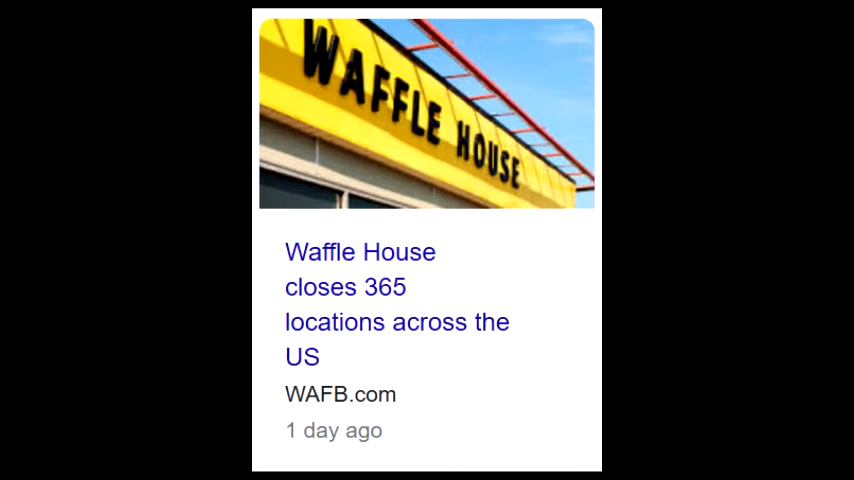 WAFFLE HOUSE
Waffle House
closes 365
locations across the
US
WAFB.com
1 day ago